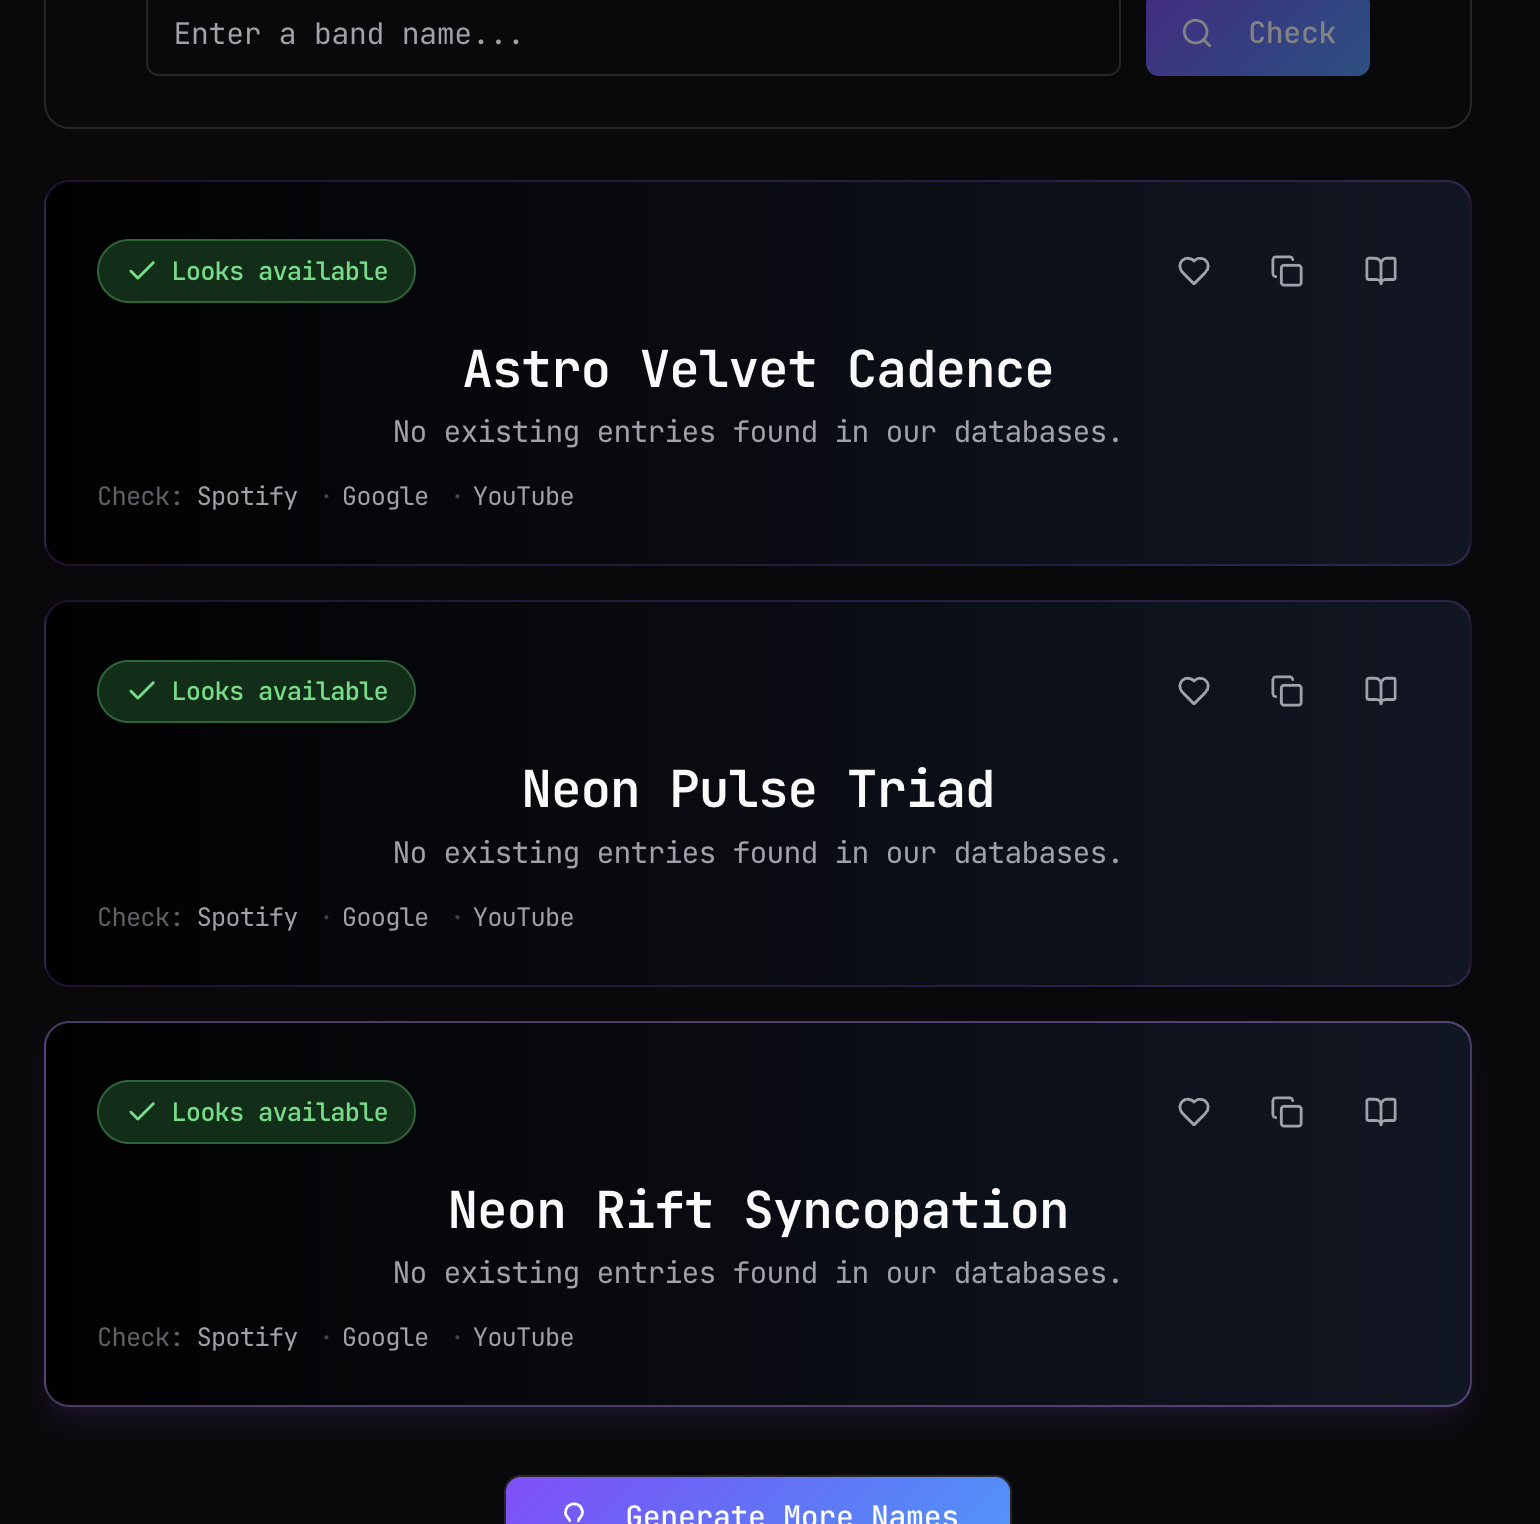 Enter a band name...
Check
Looks available
Astro Velvet Cadence
No existing entries found in our databases.
Check: Spotify · Google · YouTube
Looks available
Neon Pulse Triad
No existing entries found in our databases.
Check: Spotify · Google · YouTube
Looks available
Neon Rift Syncopation
No existing entries found in our databases.
Check: Spotify · Google · YouTube
Generate More Names